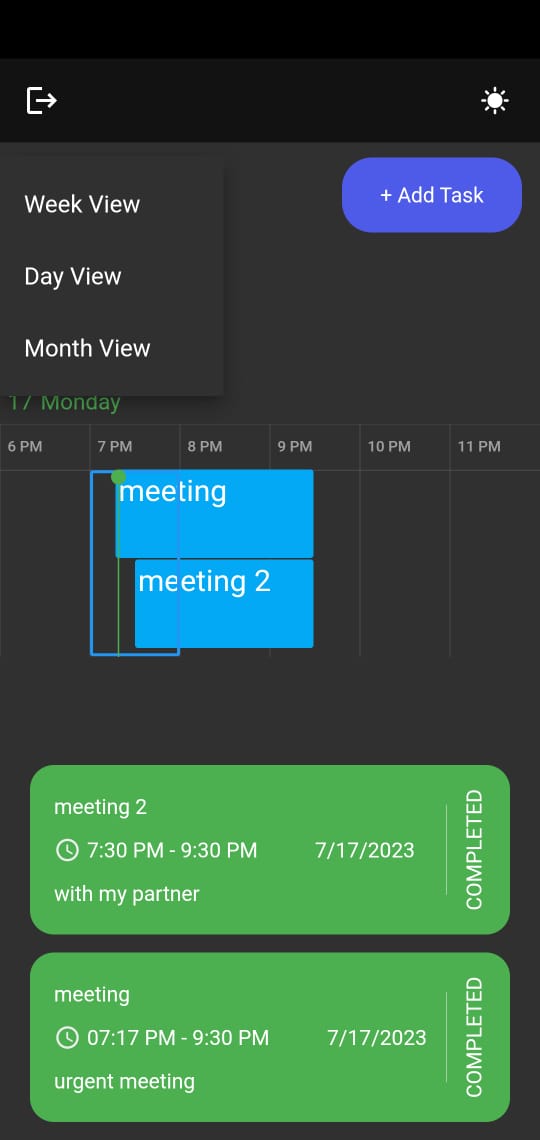 Week View
+ Add Task
Day View
Month View
17 Monday
6 PM 7 PM 8 PM 9 PM 10 PM 11 PM
meeting
meeting 2
meeting 2
7:30 PM - 9:30 PM 7/17/2023
with my partner
COMPLETED
meeting
07:17 PM - 9:30 PM 7/17/2023
urgent meeting
COMPLETED